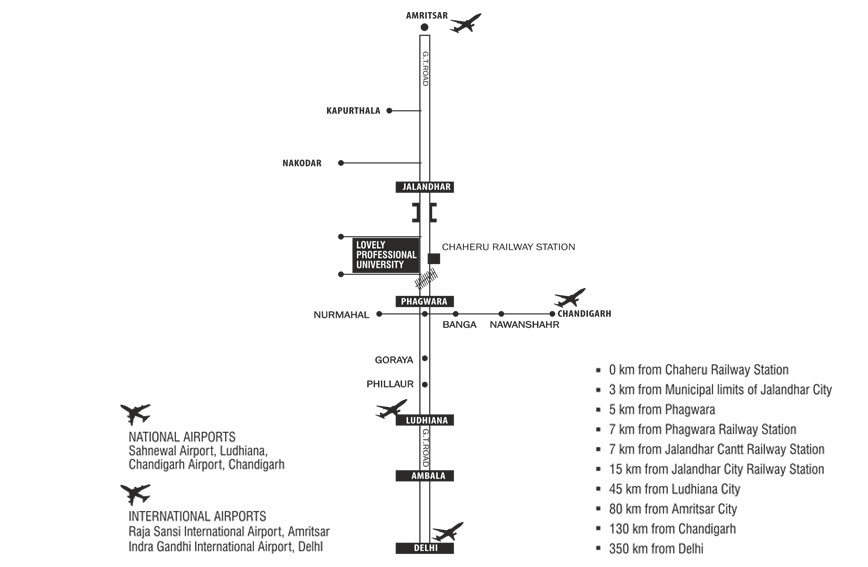 AMRITSAR
G.T.ROAD
KAPURTHALA
NAKODAR
JALANDHAR
LOVELY
PROFESSIONAL
UNIVERSITY
CHAHERU RAILWAY STATION
PHAGWARA
NURMAHAL
BANGA
NAWANSHAHR
CHANDIGARH
GORAYA
PHILLAUR
LUDHIANA
G.T.ROAD
AMBALA
DELHI
NATIONAL AIRPORTS
Sahnewal Airport, Ludhiana,
Chandigarh Airport, Chandigarh
INTERNATIONAL AIRPORTS
Raja Sansi International Airport, Amritsar
Indra Gandhi International Airport, DelhI
▪ 0 km from Chaheru Railway Station
▪ 3 km from Municipal limits of Jalandhar City
▪ 5 km from Phagwara
▪ 7 km from Phagwara Railway Station
▪ 7 km from Jalandhar Cantt Railway Station
▪ 15 km from Jalandhar City Railway Station
▪ 45 km from Ludhiana City
▪ 80 km from Amritsar City
▪ 130 km from Chandigarh
▪ 350 km from Delhi